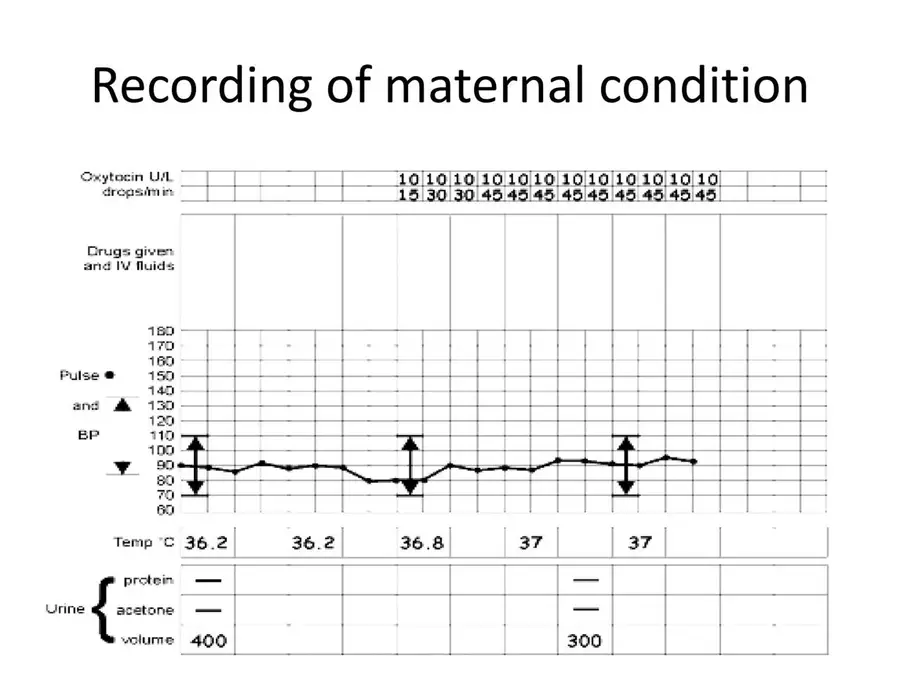 Recording of maternal condition
Oxytocin U/L 10 10 10 10 10 10 10 10 10 10 10 10
drops/min 15 30 30 45 45 45 45 45 45 45 45 45
Drugs given
and IV fluids
180
170
160
Pulse 150
140
and 130
120
BP 110
100
90
80
70
60
Temp °C 36.2 36.2 36.8 37 37
protein — —
Urine acetone — —
volume 400 300